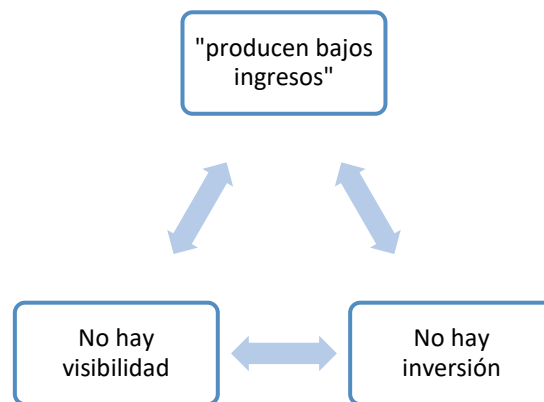 "producen bajos
ingresos"
No hay
visibilidad
No hay
inversión